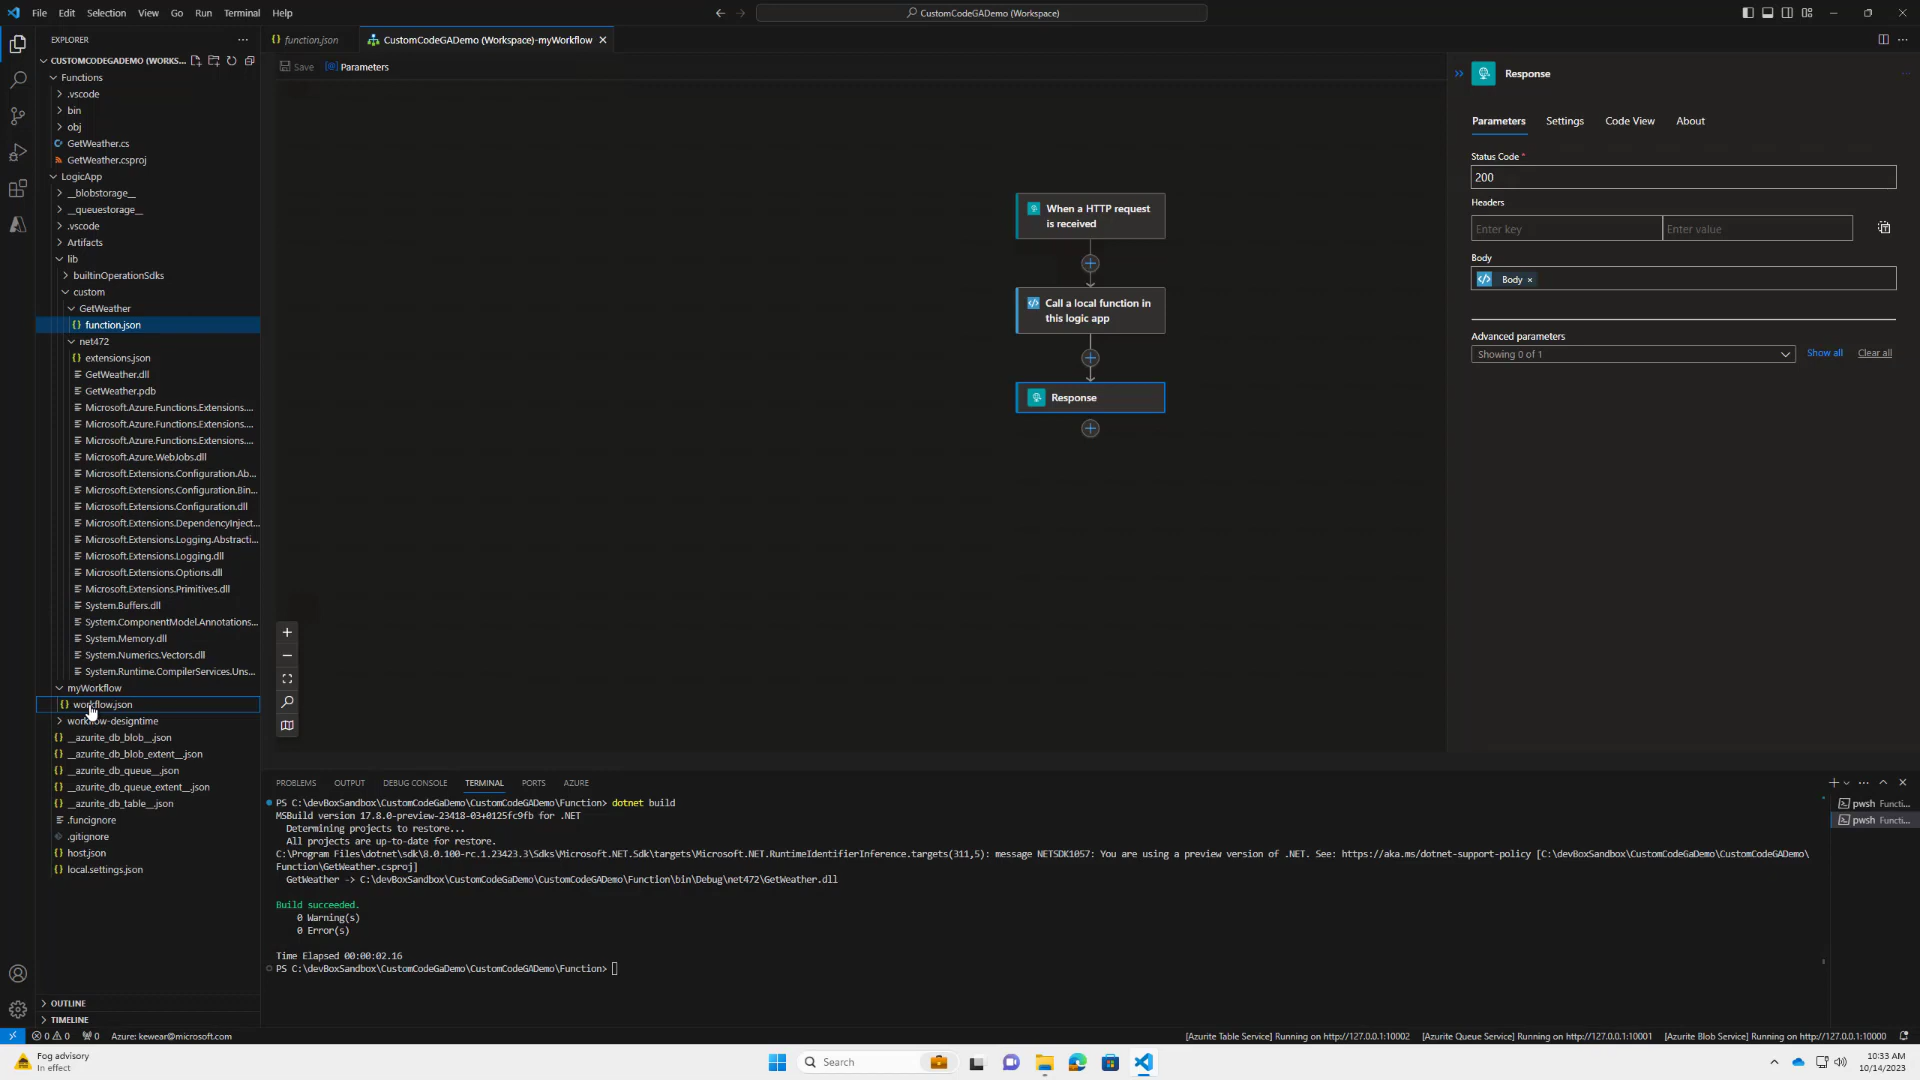 File Edit Selection View Go Run Terminal Help
CustomCodeGADemo (Workspace)
EXPLORER
CUSTOMCODEGADEMO (WORKS...
Functions
.vscode
bin
obj
GetWeather.cs
GetWeather.csproj
LogicApp
__blobstorage__
__queuestorage__
.vscode
Artifacts
lib
builtinOperationSdks
custom
GetWeather
function.json
net472
extensions.json
GetWeather.dll
GetWeather.pdb
Microsoft.Azure.Functions.Extensions....
Microsoft.Azure.Functions.Extensions....
Microsoft.Azure.Functions.Extensions....
Microsoft.Azure.WebJobs.dll
Microsoft.Extensions.Configuration.Ab...
Microsoft.Extensions.Configuration.Bin...
Microsoft.Extensions.Configuration.dll
Microsoft.Extensions.DependencyInject...
Microsoft.Extensions.Logging.Abstracti...
Microsoft.Extensions.Logging.dll
Microsoft.Extensions.Options.dll
Microsoft.Extensions.Primitives.dll
System.Buffers.dll
System.ComponentModel.Annotations...
System.Memory.dll
System.Numerics.Vectors.dll
System.Runtime.CompilerServices.Uns...
myWorkflow
workflow.json
workflow-designtime
__azurite_db_blob__.json
__azurite_db_blob_extent__.json
__azurite_db_queue__.json
__azurite_db_queue_extent__.json
__azurite_db_table__.json
.funcignore
.gitignore
host.json
local.settings.json
OUTLINE
TIMELINE
function.json
CustomCodeGADemo (Workspace)-myWorkflow
Save
Parameters
When a HTTP request
is received
Call a local function in
this logic app
Response
Response
Parameters Settings Code View About
Status Code *
200
Headers
Enter key
Enter value
Body
Body ×
Advanced parameters
Showing 0 of 1
Show all
Clear all
PROBLEMS OUTPUT DEBUG CONSOLE TERMINAL PORTS AZURE
PS C:\devBoxSandbox\CustomCodeGaDemo\CustomCodeGADemo\Function> dotnet build
MSBuild version 17.8.0-preview-23418-03+0125fc9fb for .NET
Determining projects to restore...
All projects are up-to-date for restore.
C:\Program Files\dotnet\sdk\8.0.100-rc.1.23423.3\Sdks\Microsoft.NET.Sdk\targets\Microsoft.NET.RuntimeIdentifierInference.targets(311,5): message NETSDK1057: You are using a preview version of .NET. See: https://aka.ms/dotnet-support-policy [C:\devBoxSandbox\CustomCodeGaDemo\CustomCodeGADemo\
Function\GetWeather.csproj]
GetWeather -> C:\devBoxSandbox\CustomCodeGaDemo\CustomCodeGADemo\Function\bin\Debug\net472\GetWeather.dll
Build succeeded.
0 Warning(s)
0 Error(s)
Time Elapsed 00:00:02.16
PS C:\devBoxSandbox\CustomCodeGaDemo\CustomCodeGADemo\Function>
pwsh Functi...
pwsh Functi...
0 0 0 Azure: kewear@microsoft.com
[Azurite Table Service] Running on http://127.0.0.1:10002 [Azurite Queue Service] Running on http://127.0.0.1:10001 [Azurite Blob Service] Running on http://127.0.0.1:10000
Fog advisory
In effect
Search
10:33 AM
10/14/2023